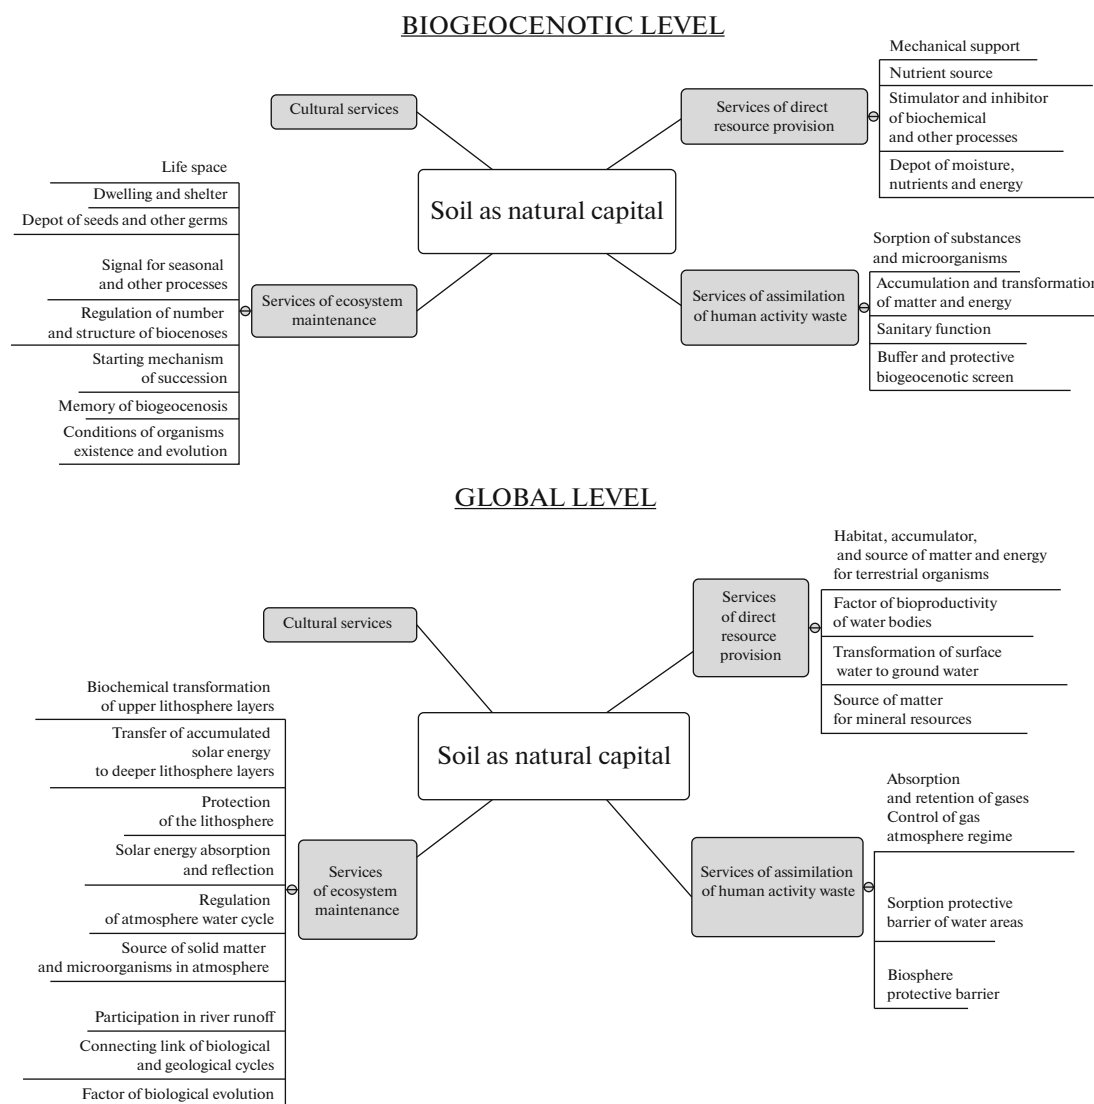 BIOGEOCENOTIC LEVEL
Cultural services
Services of direct
resource provision
Mechanical support
Nutrient source
Stimulator and inhibitor
of biochemical
and other processes
Depot of moisture,
nutrients and energy
Soil as natural capital
Life space
Dwelling and shelter
Depot of seeds and other germs
Signal for seasonal
and other processes
Regulation of number
and structure of biocenoses
Starting mechanism
of succession
Memory of biogeocenosis
Conditions of organisms
existence and evolution
Services of ecosystem
maintenance
Services of assimilation
of human activity waste
Sorption of substances
and microorganisms
Accumulation and transformation
of matter and energy
Sanitary function
Buffer and protective
biogeocenotic screen
GLOBAL LEVEL
Cultural services
Services
of direct
resource
provision
Habitat, accumulator,
and source of matter and energy
for terrestrial organisms
Factor of bioproductivity
of water bodies
Transformation of surface
water to ground water
Source of matter
for mineral resources
Soil as natural capital
Biochemical transformation
of upper lithosphere layers
Transfer of accumulated
solar energy
to deeper lithosphere layers
Protection
of the lithosphere
Solar energy absorption
and reflection
Regulation
of atmosphere water cycle
Source of solid matter
and microorganisms in atmosphere
Participation in river runoff
Connecting link of biological
and geological cycles
Factor of biological evolution
Services
of ecosystem
maintenance
Services of assimilation
of human activity waste
Absorption
and retention of gases
Control of gas
atmosphere regime
Sorption protective
barrier of water areas
Biosphere
protective barrier